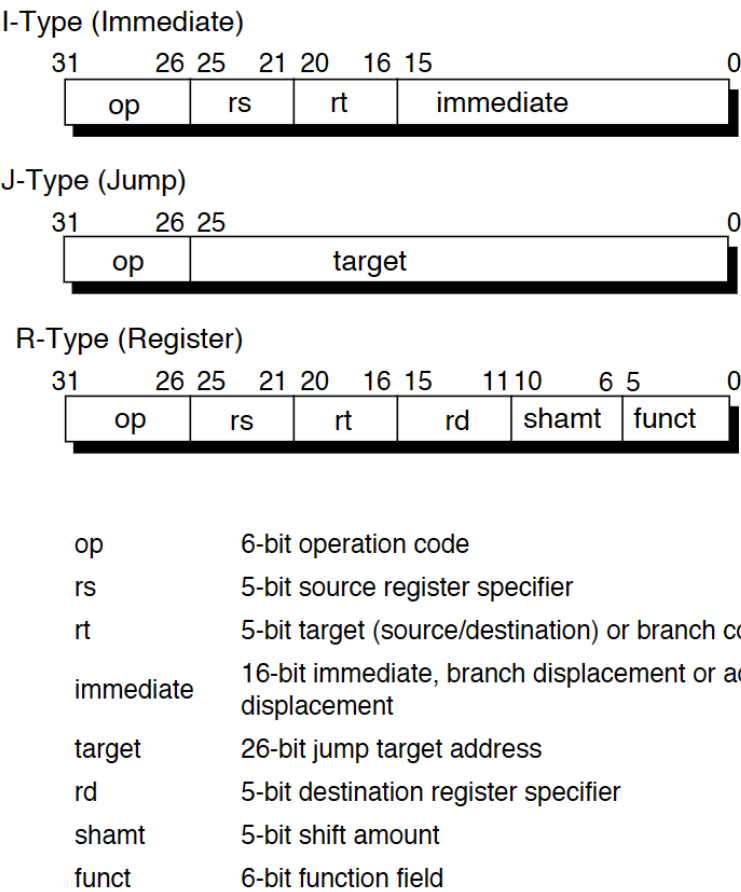 I-Type (Immediate)
31 26 25 21 20 16 15 0
op rs rt immediate
J-Type (Jump)
31 26 25 0
op target
R-Type (Register)
31 26 25 21 20 16 15 11 10 6 5 0
op rs rt rd shamt funct
op 6-bit operation code
rs 5-bit source register specifier
rt 5-bit target (source/destination) or branch
immediate 16-bit immediate, branch displacement or
displacement
target 26-bit jump target address
rd 5-bit destination register specifier
shamt 5-bit shift amount
funct 6-bit function field